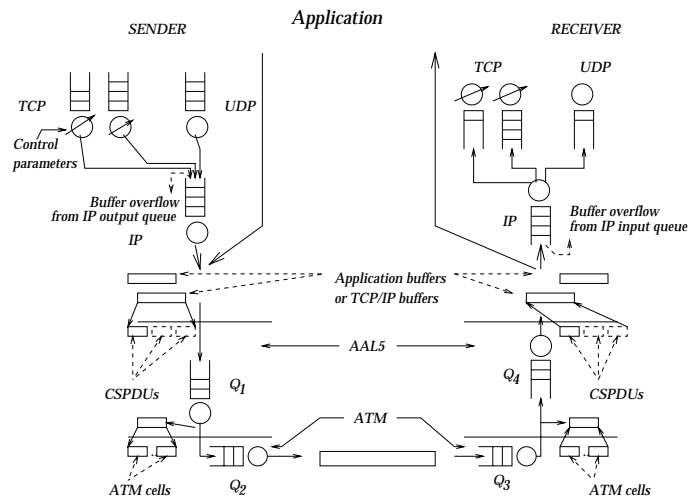 Application
SENDER
RECEIVER
TCP
UDP
TCP
UDP
Control
parameters
Buffer overflow
from IP output queue
IP
IP
Buffer overflow
from IP input queue
Application buffers
or TCP/IP buffers
AAL5
CSPDUs
Q1
Q4
CSPDUs
ATM
ATM cells
Q2
Q3
ATM cells